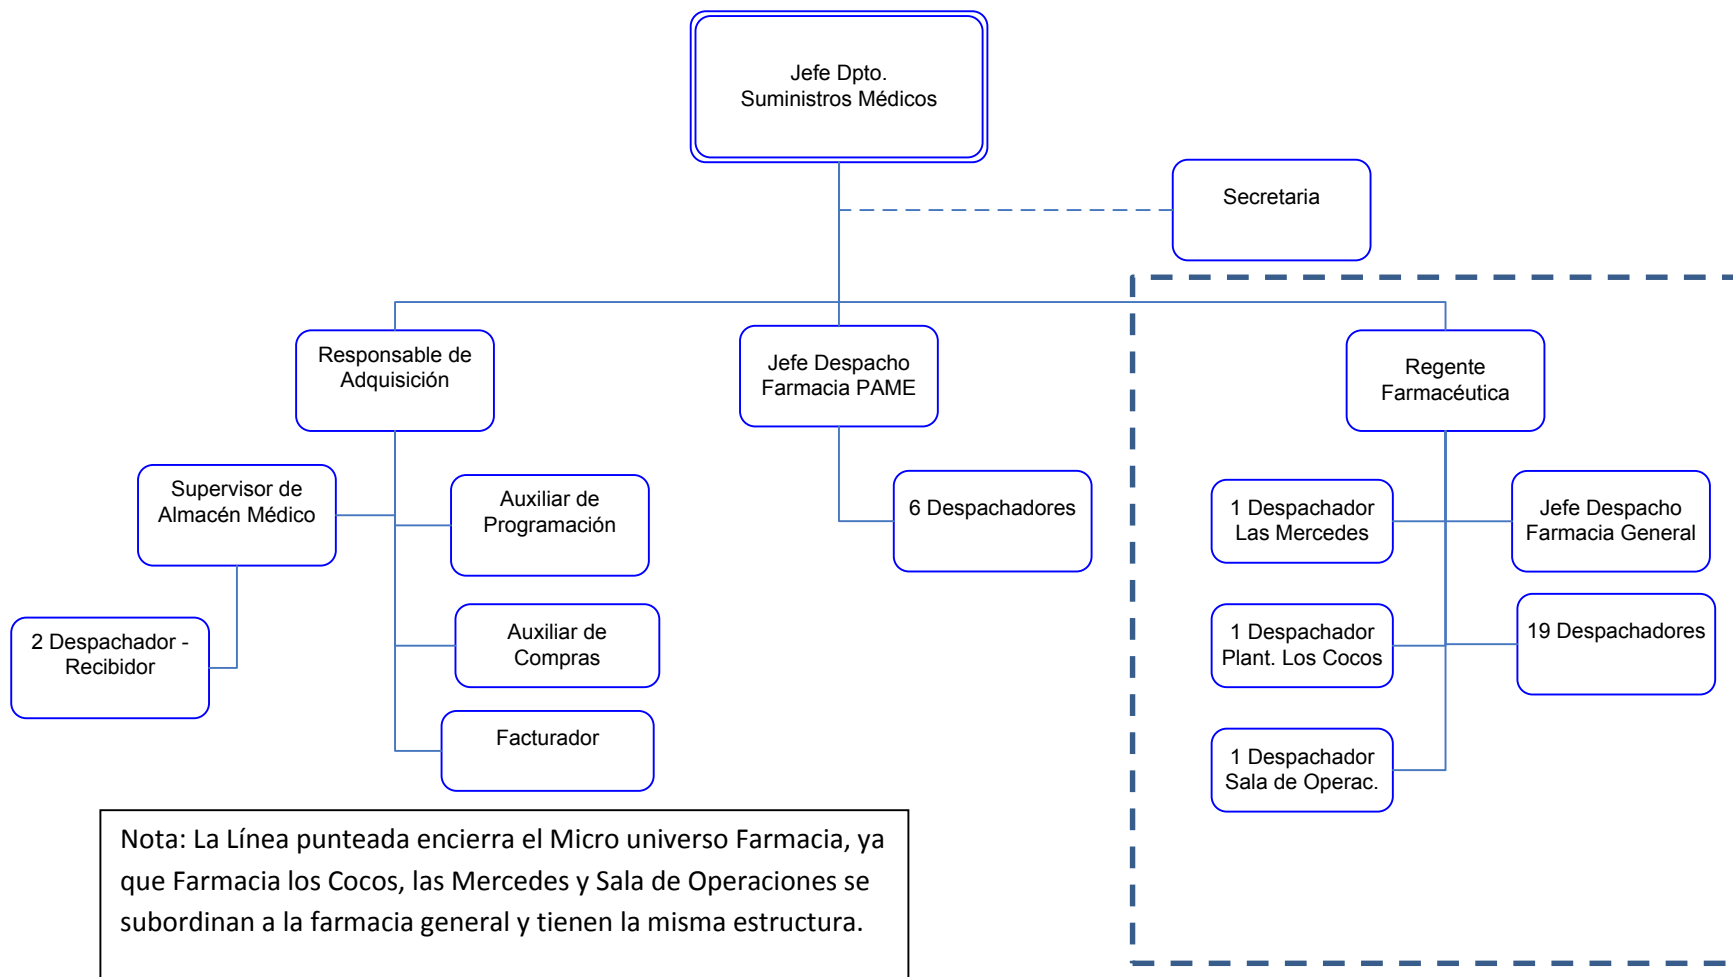 Jefe Dpto.
Suministros Médicos
Secretaria
Responsable de
Adquisición
Jefe Despacho
Farmacia PAME
Regente
Farmacéutica
Supervisor de
Almacén Médico
Auxiliar de
Programación
6 Despachadores
1 Despachador
Las Mercedes
Jefe Despacho
Farmacia General
2 Despachador -
Recibidor
Auxiliar de
Compras
1 Despachador
Plant. Los Cocos
19 Despachadores
Facturador
1 Despachador
Sala de Operac.
Nota: La Línea punteada encierra el Micro universo Farmacia, ya
que Farmacia los Cocos, las Mercedes y Sala de Operaciones se
subordinan a la farmacia general y tienen la misma estructura.